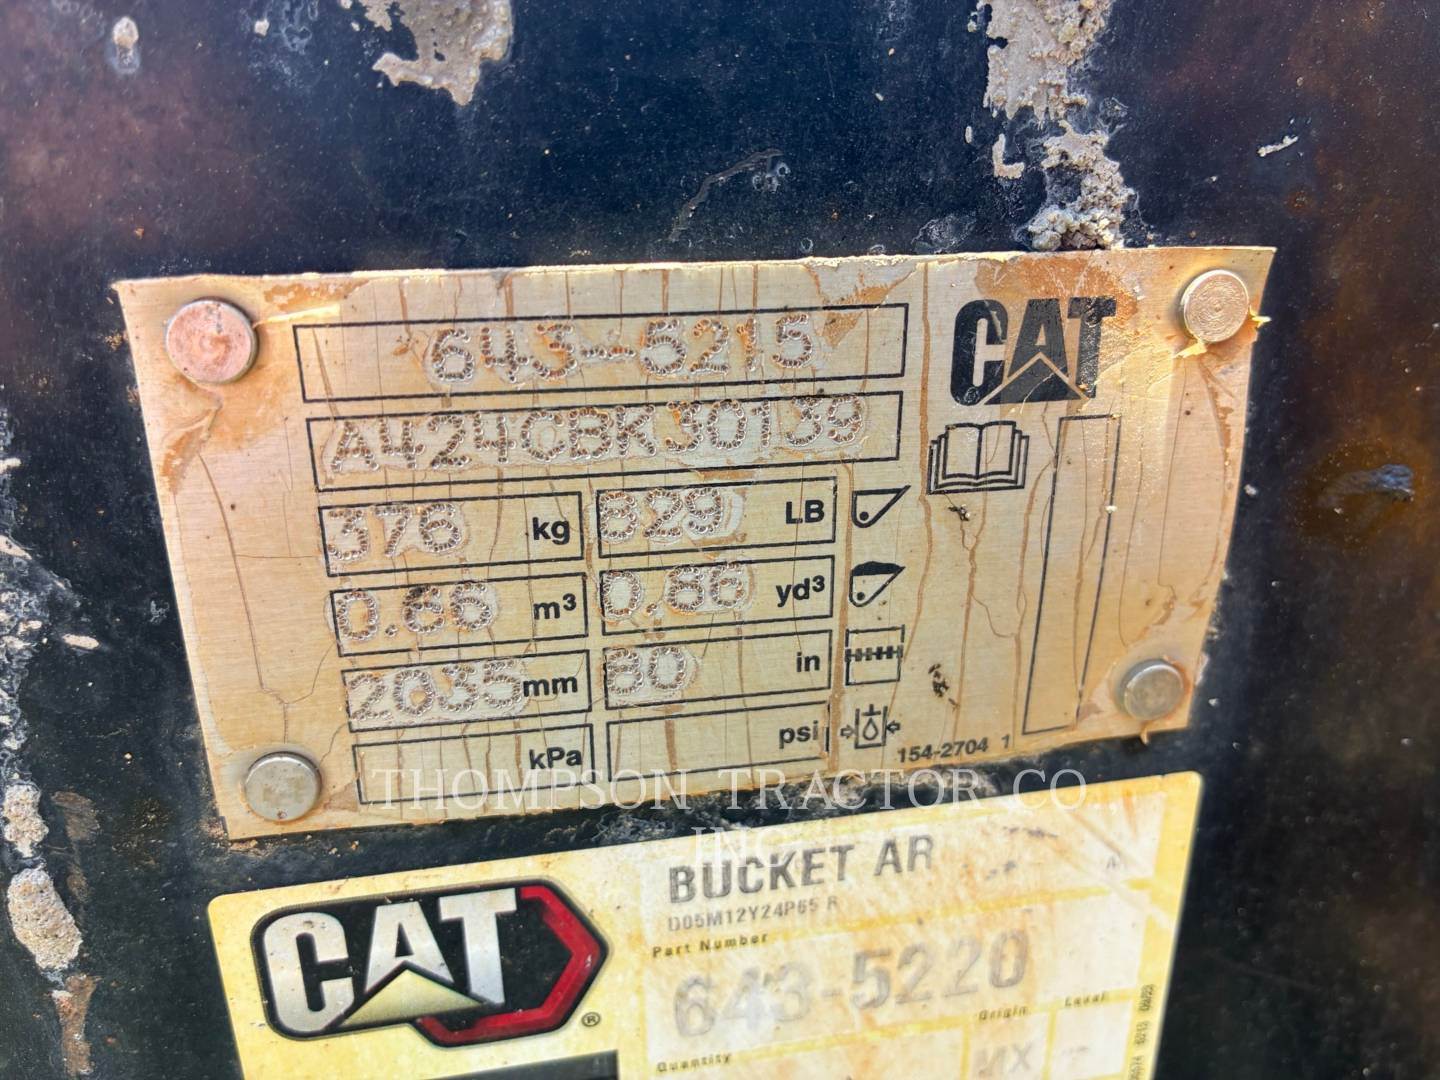 643-5215
CAT
A424CBK30139
376 kg 829 LB
0.66 m³ 0.86 yd³
2035 mm 80 in
kPa psi
154-2704 1
THOMPSON TRACTOR CO
INC
BUCKET AR
D05M12Y24P65 R
Part Number
643-5220
CAT ®
Origin Level
Quantity
MX